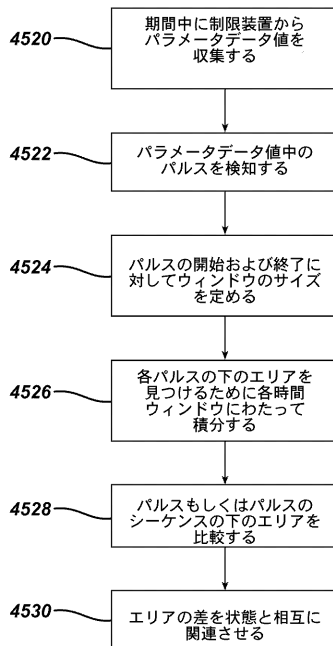 4520
期間中に制限装置から
パラメータデータ値を
収集する
4522
パラメータデータ値中の
パルスを検知する
4524
パルスの開始および終了に
対してウィンドウのサイズ
を定める
4526
各パルスの下のエリアを
見つけるために各時間
ウィンドウにわたって
積分する
4528
パルスもしくはパルスの
シーケンスの下のエリアを
比較する
4530
エリアの差を状態と相互に
関連させる